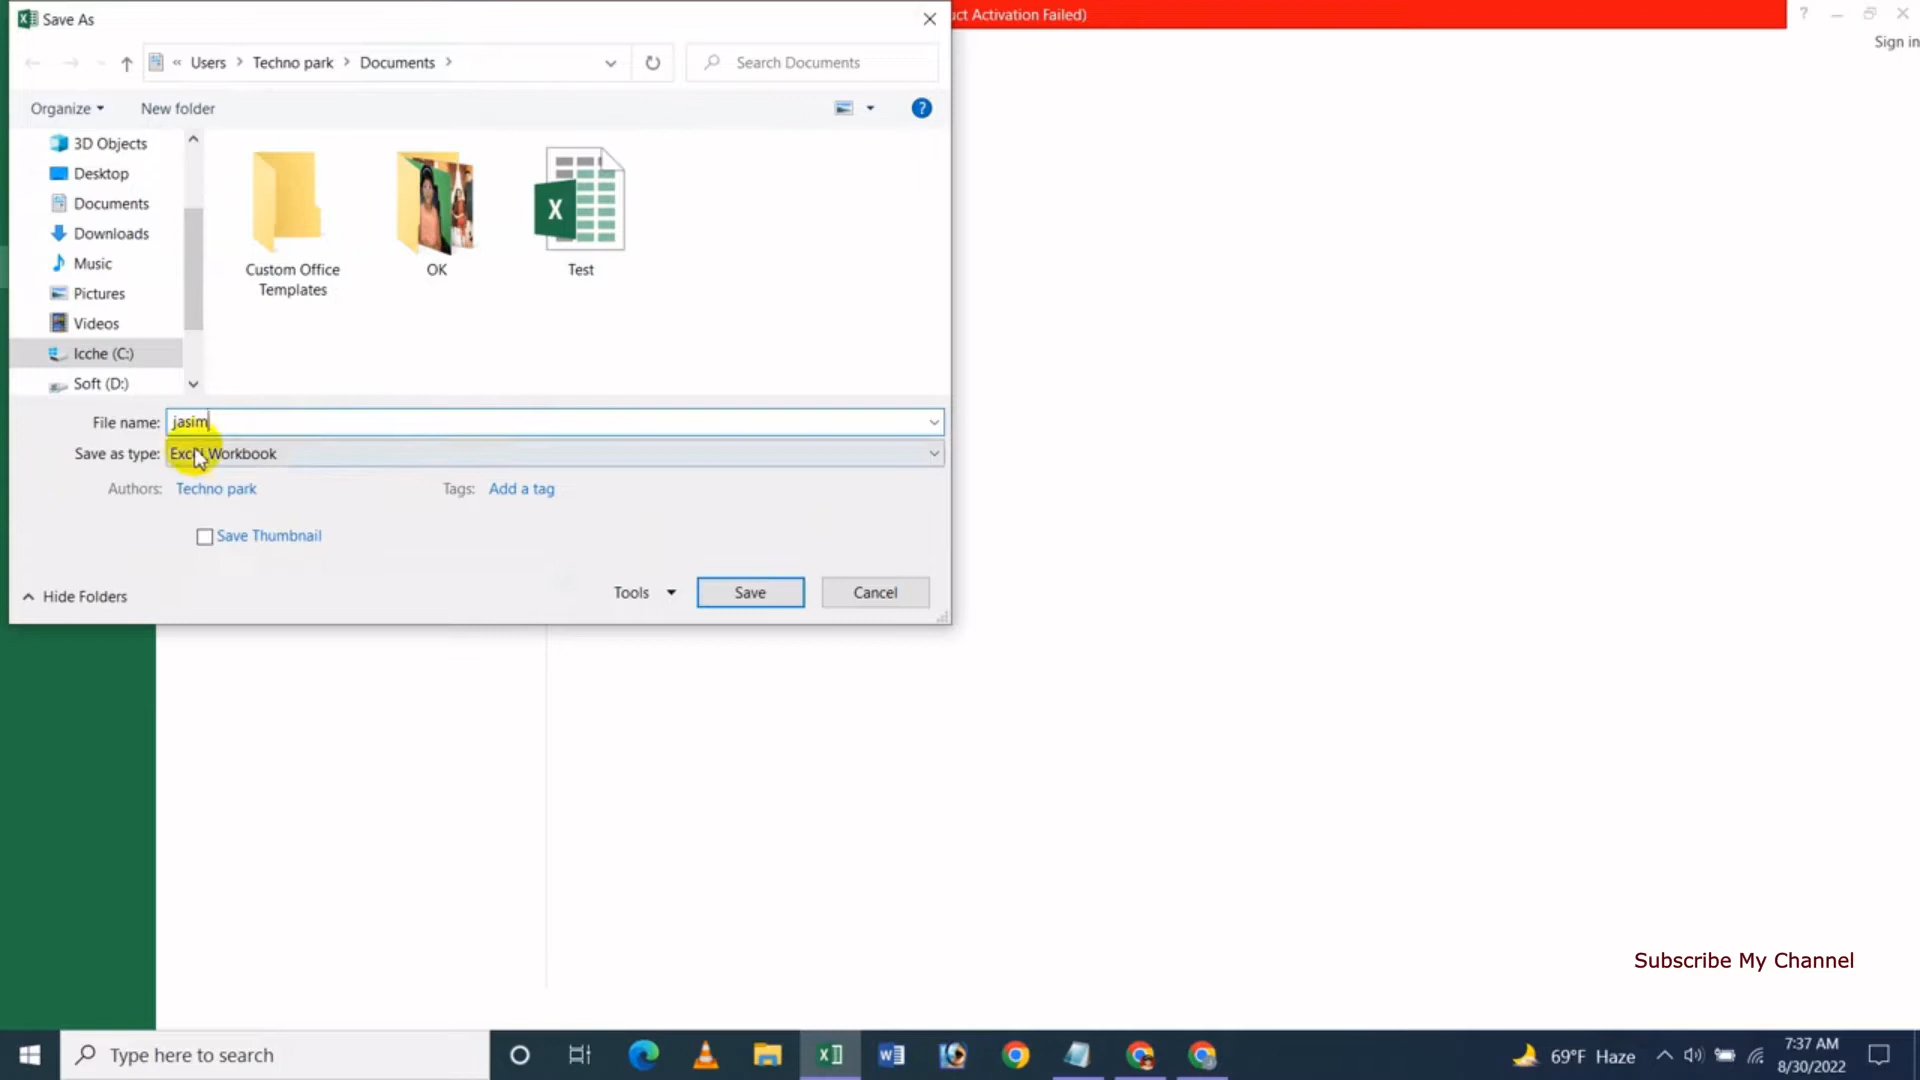 Save As
uct Activation Failed)
Sign in
« Users > Techno park > Documents >
Search Documents
Organize
New folder
3D Objects
Desktop
Documents
Downloads
Music
Pictures
Videos
Icche (C:)
Soft (D:)
Custom Office
Templates
OK
Test
File name: jasim
Save as type: Excel Workbook
Authors: Techno park
Tags: Add a tag
Save Thumbnail
Hide Folders
Tools
Save
Cancel
Subscribe My Channel
Type here to search
69°F Haze
7:37 AM
8/30/2022